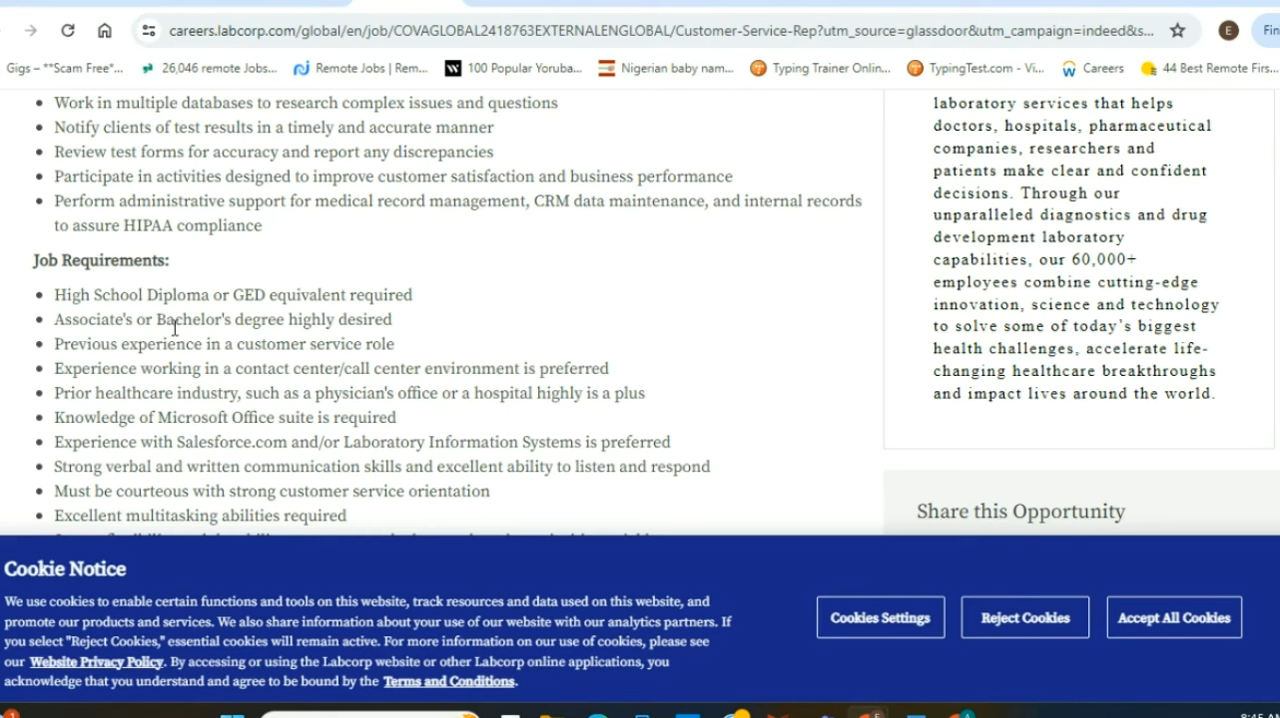 careers.labcorp.com/global/en/job/COVAGLOBAL2418763EXTERNALENGLOBAL/Customer-Service-Rep?utm_source=glassdoor&utm_campaign=indeed&s...
E
Fin
Gigs – **Scam Free*...
26,046 remote Jobs...
Remote Jobs | Rem...
W
100 Popular Yoruba...
Nigerian baby nam...
Typing Trainer Onlin...
TypingTest.com - Vi...
Careers
44 Best Remote Firs...
Work in multiple databases to research complex issues and questions
Notify clients of test results in a timely and accurate manner
Review test forms for accuracy and report any discrepancies
Participate in activities designed to improve customer satisfaction and business performance
Perform administrative support for medical record management, CRM data maintenance, and internal records
to assure HIPAA compliance
Job Requirements:
High School Diploma or GED equivalent required
Associate's or Bachelor's degree highly desired
Previous experience in a customer service role
Experience working in a contact center/call center environment is preferred
Prior healthcare industry, such as a physician's office or a hospital highly is a plus
Knowledge of Microsoft Office suite is required
Experience with Salesforce.com and/or Laboratory Information Systems is preferred
Strong verbal and written communication skills and excellent ability to listen and respond
Must be courteous with strong customer service orientation
Excellent multitasking abilities required
laboratory services that helps
doctors, hospitals, pharmaceutical
companies, researchers and
patients make clear and confident
decisions. Through our
unparalleled diagnostics and drug
development laboratory
capabilities, our 60,000+
employees combine cutting-edge
innovation, science and technology
to solve some of today's biggest
health challenges, accelerate life-
changing healthcare breakthroughs
and impact lives around the world.
Share this Opportunity
Cookie Notice
We use cookies to enable certain functions and tools on this website, track resources and data used on this website, and
promote our products and services. We also share information about your use of our website with our analytics partners. If
you select "Reject Cookies," essential cookies will remain active. For more information on our use of cookies, please see
our Website Privacy Policy. By accessing or using the Labcorp website or other Labcorp online applications, you
acknowledge that you understand and agree to be bound by the Terms and Conditions.
Cookies Settings
Reject Cookies
Accept All Cookies